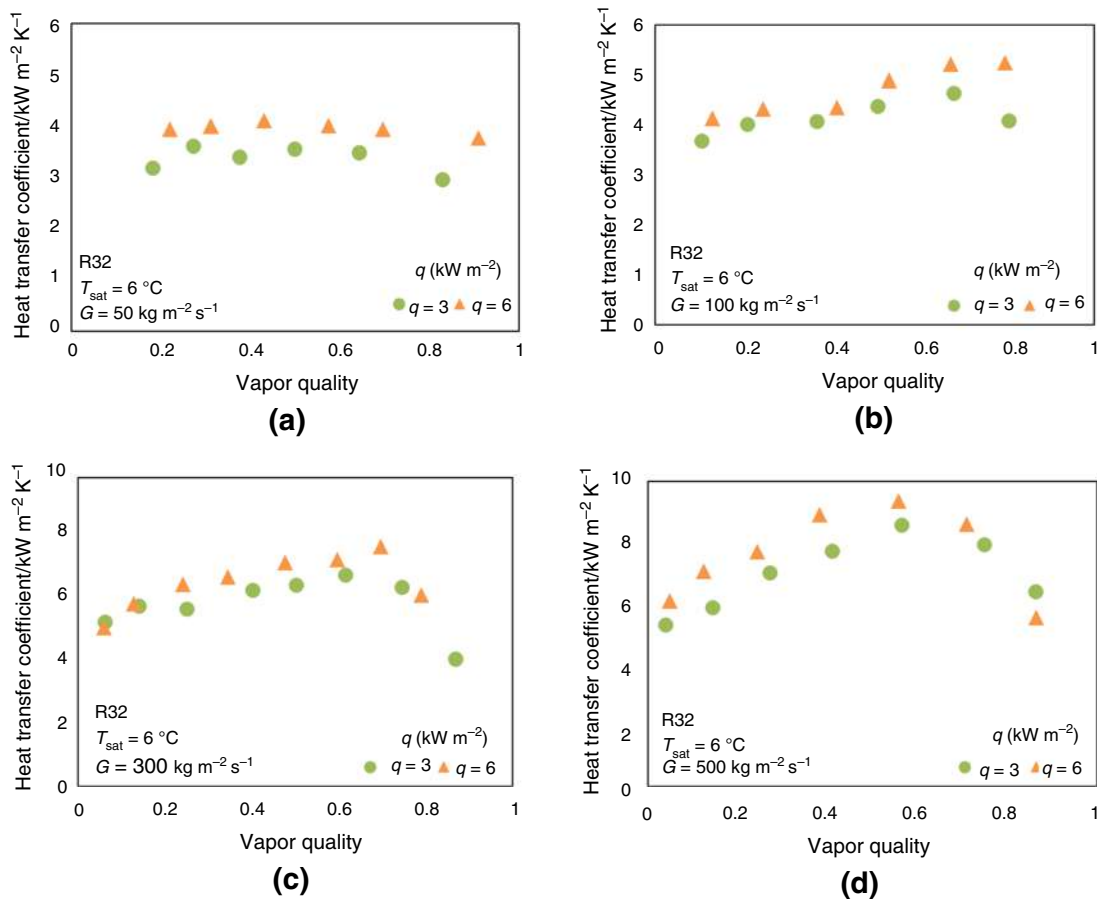 Heat transfer coefficient/kW m⁻² K⁻¹
6
5
4
3
2
1
0
R32
T_sat = 6 °C
G = 50 kg m⁻² s⁻¹
q (kW m⁻²)
q = 3 q = 6
0 0.2 0.4 0.6 0.8 1
Vapor quality
(a)
Heat transfer coefficient/kW m⁻² K⁻¹
6
5
4
3
2
1
0
R32
T_sat = 6 °C
G = 100 kg m⁻² s⁻¹
q (kW m⁻²)
q = 3 q = 6
0 0.2 0.4 0.6 0.8 1
Vapor quality
(b)
Heat transfer coefficient/kW m⁻² K⁻¹
10
8
6
4
2
0
R32
T_sat = 6 °C
G = 300 kg m⁻² s⁻¹
q (kW m⁻²)
q = 3 q = 6
0 0.2 0.4 0.6 0.8 1
Vapor quality
(c)
Heat transfer coefficient/kW m⁻² K⁻¹
10
8
6
4
2
0
R32
T_sat = 6 °C
G = 500 kg m⁻² s⁻¹
q (kW m⁻²)
q = 3 q = 6
0 0.2 0.4 0.6 0.8 1
Vapor quality
(d)